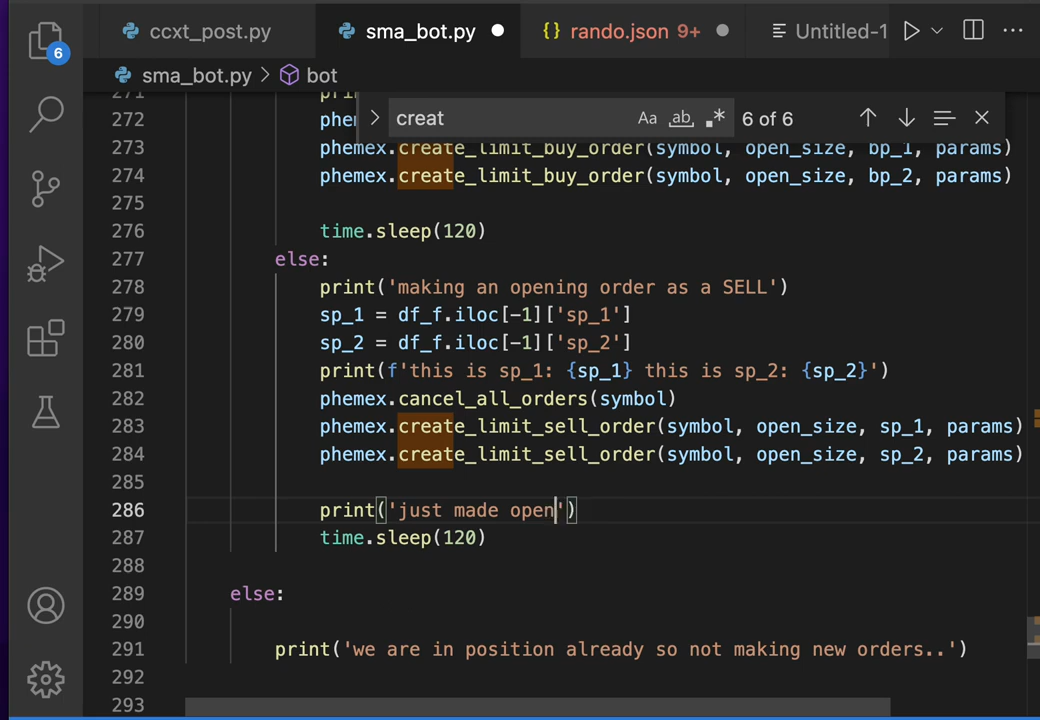 ccxt_post.py sma_bot.py rando.json 9+ Untitled-1
6 sma_bot.py > bot
271
272 phe
creat Aa ab 6 of 6
273 phemex.create_limit_buy_order(symbol, open_size, bp_1, params)
274 phemex.create_limit_buy_order(symbol, open_size, bp_2, params)
275
276 time.sleep(120)
277 else:
278 print('making an opening order as a SELL')
279 sp_1 = df_f.iloc[-1]['sp_1']
280 sp_2 = df_f.iloc[-1]['sp_2']
281 print(f'this is sp_1: {sp_1} this is sp_2: {sp_2}')
282 phemex.cancel_all_orders(symbol)
283 phemex.create_limit_sell_order(symbol, open_size, sp_1, params)
284 phemex.create_limit_sell_order(symbol, open_size, sp_2, params)
285
286 print('just made open')
287 time.sleep(120)
288
289 else:
290
291 print('we are in position already so not making new orders..')
292
293